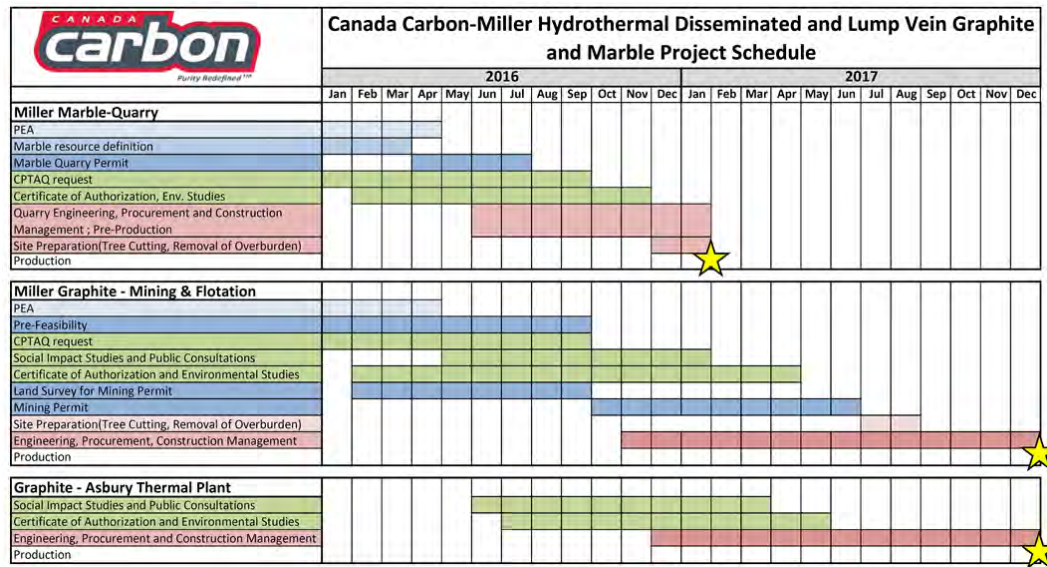 CANADA
carbon
Purity Redefined™
Canada Carbon-Miller Hydrothermal Disseminated and Lump Vein Graphite
and Marble Project Schedule
2016 2017
Jan Feb Mar Apr May Jun Jul Aug Sep Oct Nov Dec Jan Feb Mar Apr May Jun Jul Aug Sep Oct Nov Dec
Miller Marble-Quarry
PEA
Marble resource definition
Marble Quarry Permit
CPTAQ request
Certificate of Authorization, Env. Studies
Quarry Engineering, Procurement and Construction
Management ; Pre-Production
Site Preparation(Tree Cutting, Removal of Overburden)
Production
Miller Graphite - Mining & Flotation
PEA
Pre-Feasibility
CPTAQ request
Social Impact Studies and Public Consultations
Certificate of Authorization and Environmental Studies
Land Survey for Mining Permit
Mining Permit
Site Preparation(Tree Cutting, Removal of Overburden)
Engineering, Procurement, Construction Management
Production
Graphite - Asbury Thermal Plant
Social Impact Studies and Public Consultations
Certificate of Authorization and Environmental Studies
Engineering, Procurement and Construction Management
Production